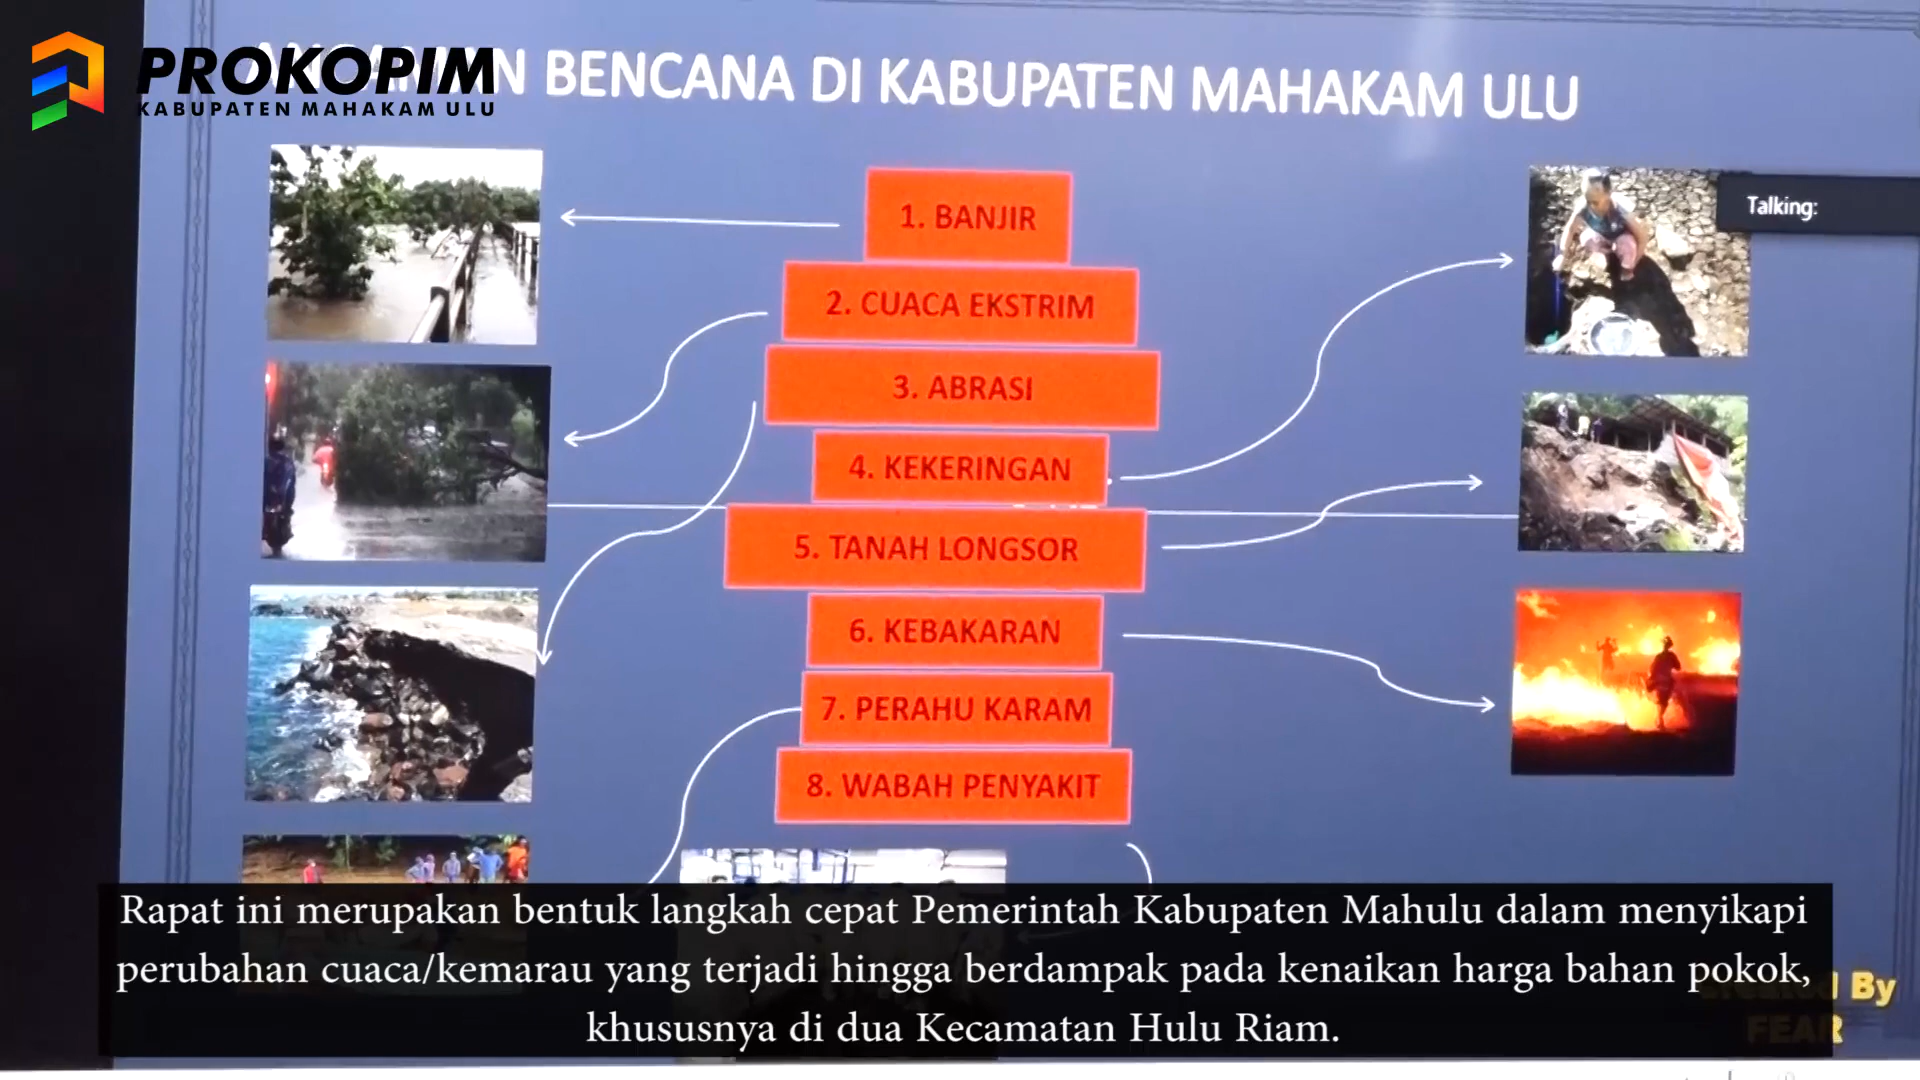 PROKOPIM
KABUPATEN MAHAKAM ULU
BENCANA DI KABUPATEN MAHAKAM ULU
Talking:
1. BANJIR
2. CUACA EKSTRIM
3. ABRASI
4. KEKERINGAN
5. TANAH LONGSOR
6. KEBAKARAN
7. PERAHU KARAM
8. WABAH PENYAKIT
Rapat ini merupakan bentuk langkah cepat Pemerintah Kabupaten Mahulu dalam menyikapi
perubahan cuaca/kemarau yang terjadi hingga berdampak pada kenaikan harga bahan pokok,
khususnya di dua Kecamatan Hulu Riam.
By
FEAR